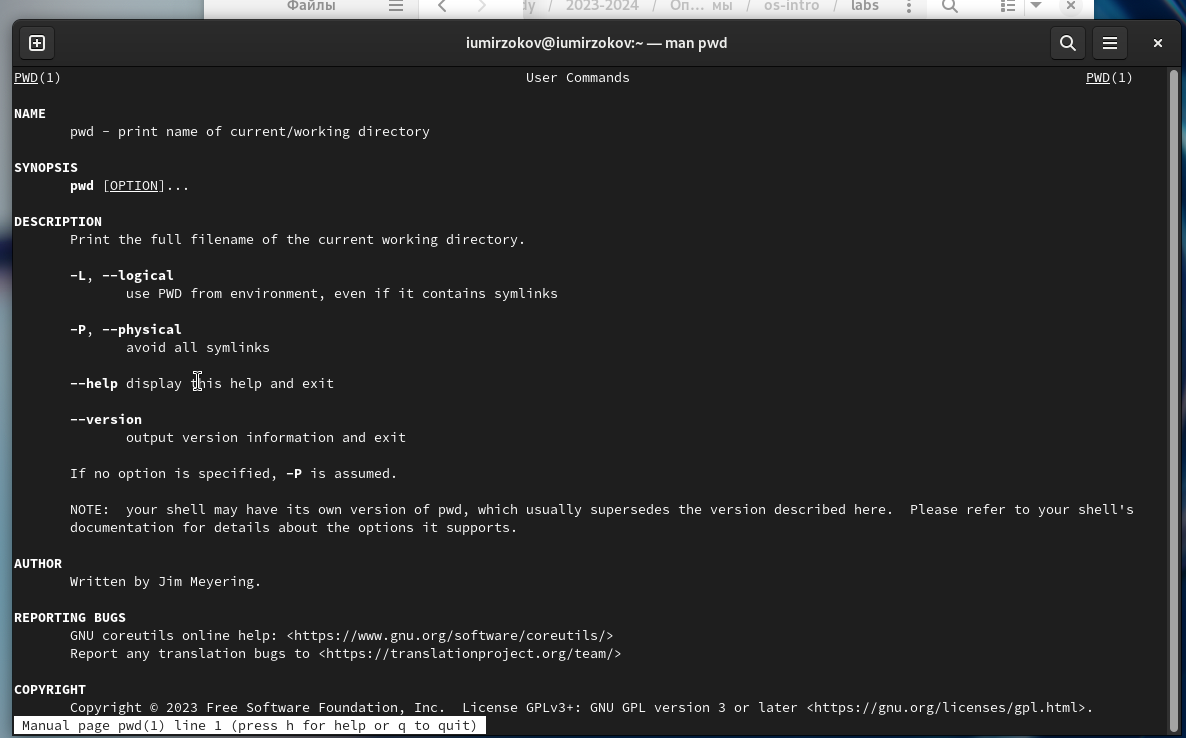 Файлы dy / 2023-2024 / Оп… мы / os-intro / labs
iumirzokov@iumirzokov:~ — man pwd
PWD(1) User Commands PWD(1)
NAME
pwd - print name of current/working directory
SYNOPSIS
pwd [OPTION]...
DESCRIPTION
Print the full filename of the current working directory.
-L, --logical
use PWD from environment, even if it contains symlinks
-P, --physical
avoid all symlinks
--help display this help and exit
--version
output version information and exit
If no option is specified, -P is assumed.
NOTE:  your shell may have its own version of pwd, which usually supersedes the version described here.  Please refer to your shell's
documentation for details about the options it supports.
AUTHOR
Written by Jim Meyering.
REPORTING BUGS
GNU coreutils online help: <https://www.gnu.org/software/coreutils/>
Report any translation bugs to <https://translationproject.org/team/>
COPYRIGHT
Copyright © 2023 Free Software Foundation, Inc.  License GPLv3+: GNU GPL version 3 or later <https://gnu.org/licenses/gpl.html>.
Manual page pwd(1) line 1 (press h for help or q to quit)